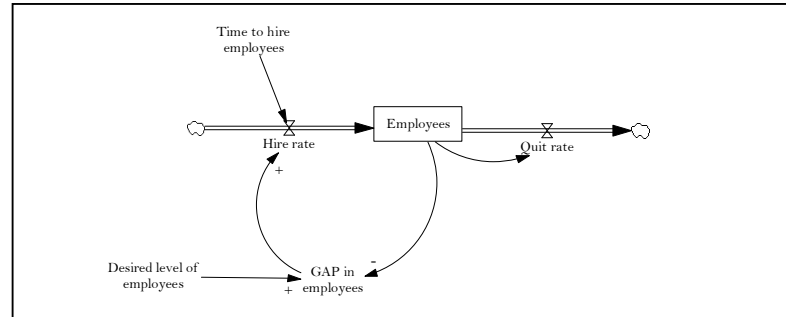 Time to hire
employees
Employees
Hire rate
Quit rate
+
-
Desired level of
employees
+
GAP in
employees